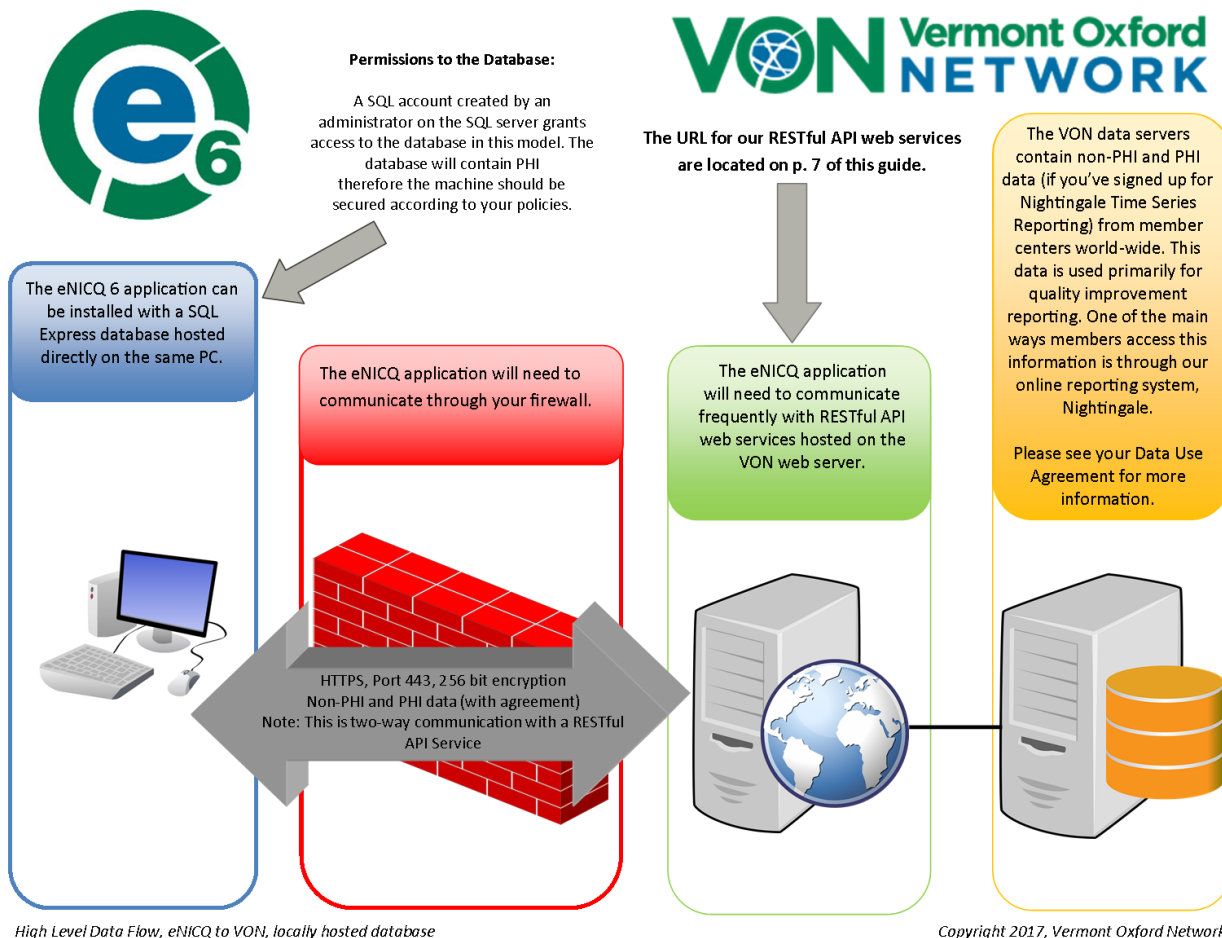 e
6
Permissions to the Database:
A SQL account created by an
administrator on the SQL server grants
access to the database in this model. The
database will contain PHI
therefore the machine should be
secured according to your policies.
VON Vermont Oxford
NETWORK
The URL for our RESTful API web services
are located on p. 7 of this guide.
The eNICQ 6 application can
be installed with a SQL
Express database hosted
directly on the same PC.
The eNICQ application will need to
communicate through your firewall.
The eNICQ application
will need to communicate
frequently with RESTful API
web services hosted on the
VON web server.
The VON data servers
contain non-PHI and PHI
data (if you've signed up for
Nightingale Time Series
Reporting) from member
centers world-wide. This
data is used primarily for
quality improvement
reporting. One of the main
ways members access this
information is through our
online reporting system,
Nightingale.
Please see your Data Use
Agreement for more
information.
HTTPS, Port 443, 256 bit encryption
Non-PHI and PHI data (with agreement)
Note: This is two-way communication with a RESTful
API Service
High Level Data Flow, eNICQ to VON, locally hosted database
Copyright 2017, Vermont Oxford Network